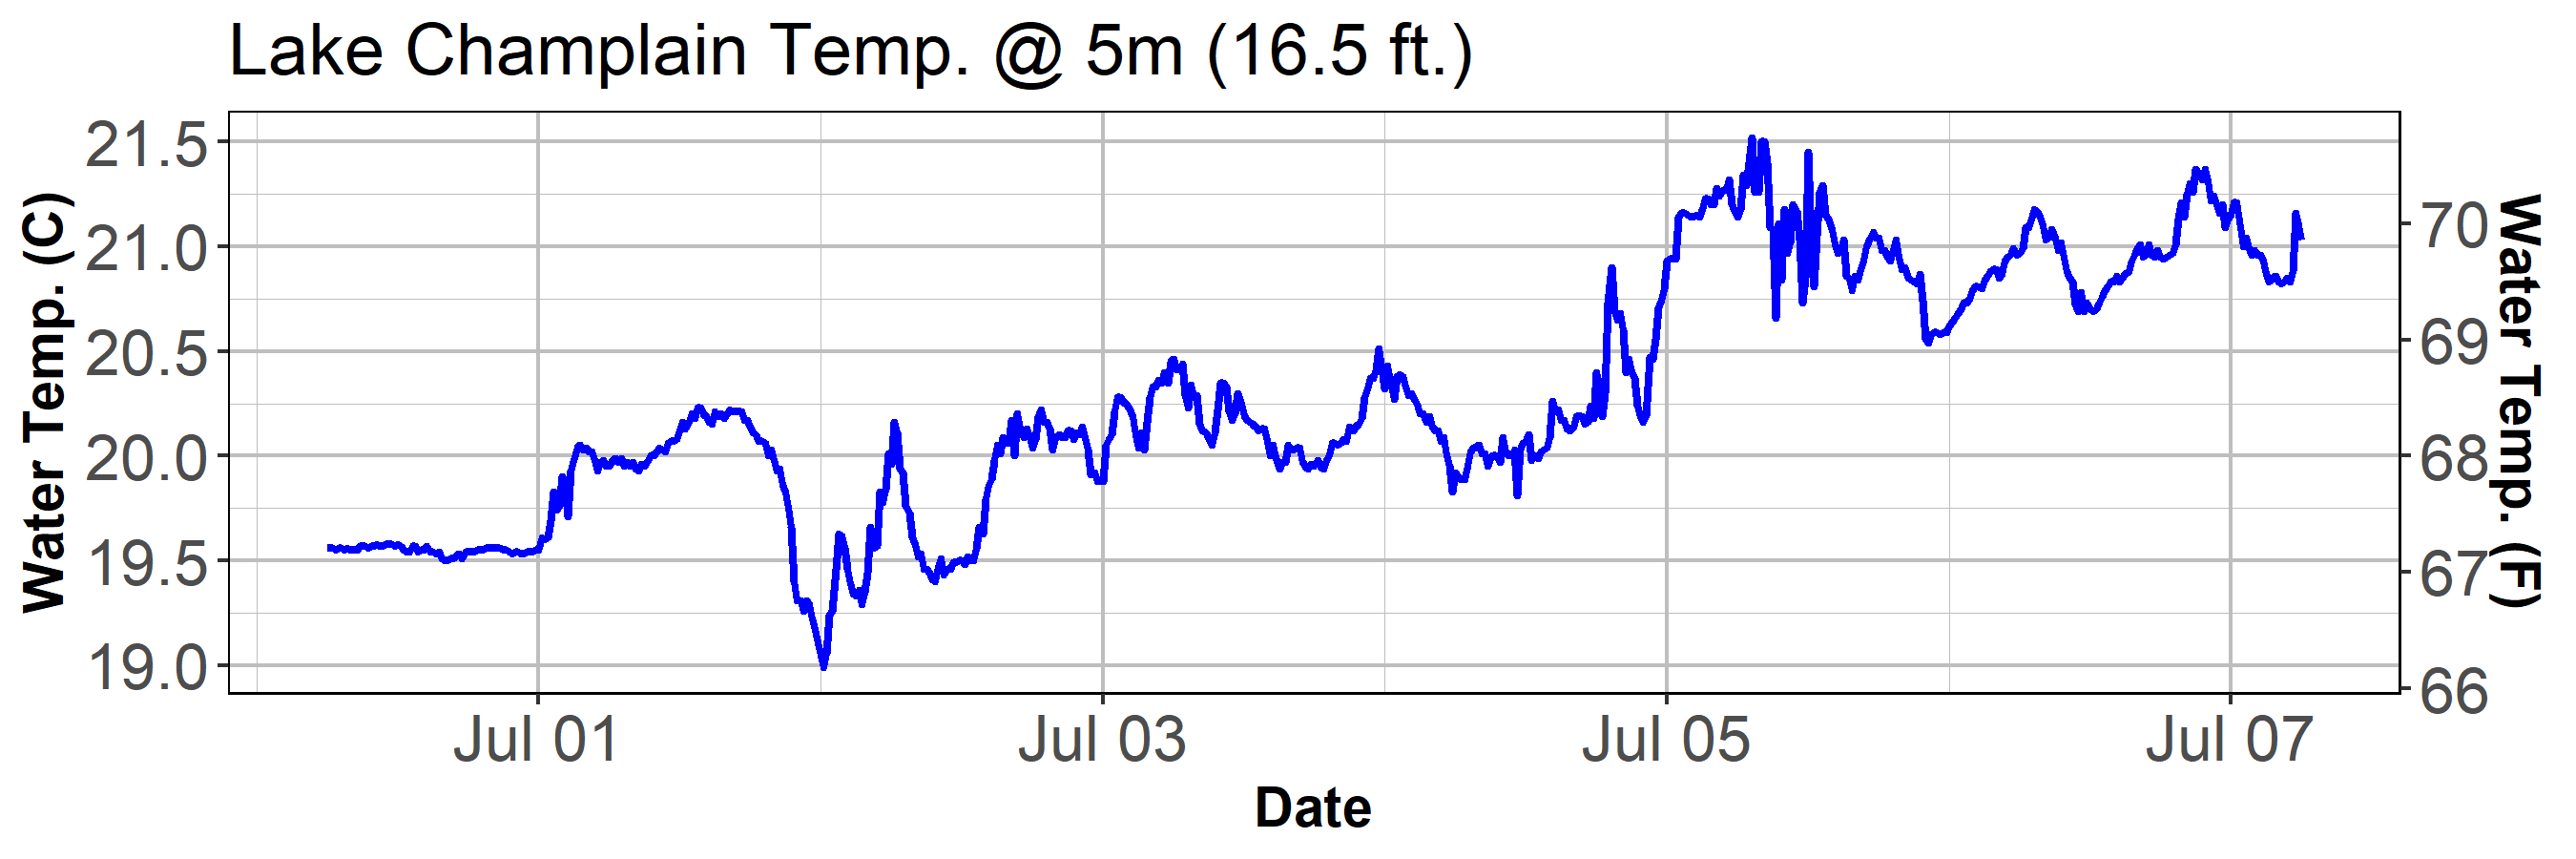 Lake Champlain Temp. @ 5m (16.5 ft.)
Water Temp. (C)
21.5
21.0
20.5
20.0
19.5
19.0
70
69
68
67
66
Water Temp. (F)
Jul 01 Jul 03 Jul 05 Jul 07
Date